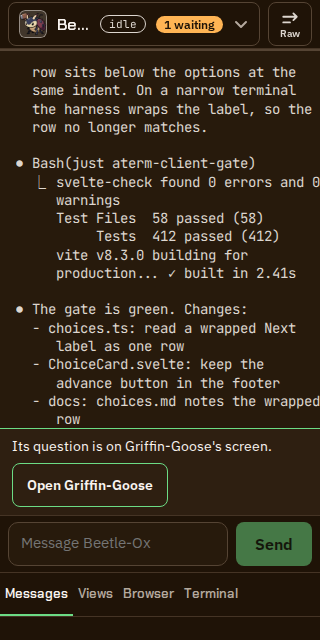 Be...
idle
1 waiting
Raw
row sits below the options at the
same indent. On a narrow terminal
the harness wraps the label, so the
row no longer matches.
● Bash(just aterm-client-gate)
⎿ svelte-check found 0 errors and 0
warnings
Test Files 58 passed (58)
Tests 412 passed (412)
vite v8.3.0 building for
production... ✓ built in 2.41s
● The gate is green. Changes:
- choices.ts: read a wrapped Next
label as one row
- ChoiceCard.svelte: keep the
advance button in the footer
- docs: choices.md notes the wrapped
row
Its question is on Griffin-Goose's screen.
Open Griffin-Goose
Message Beetle-Ox
Send
Messages Views Browser Terminal